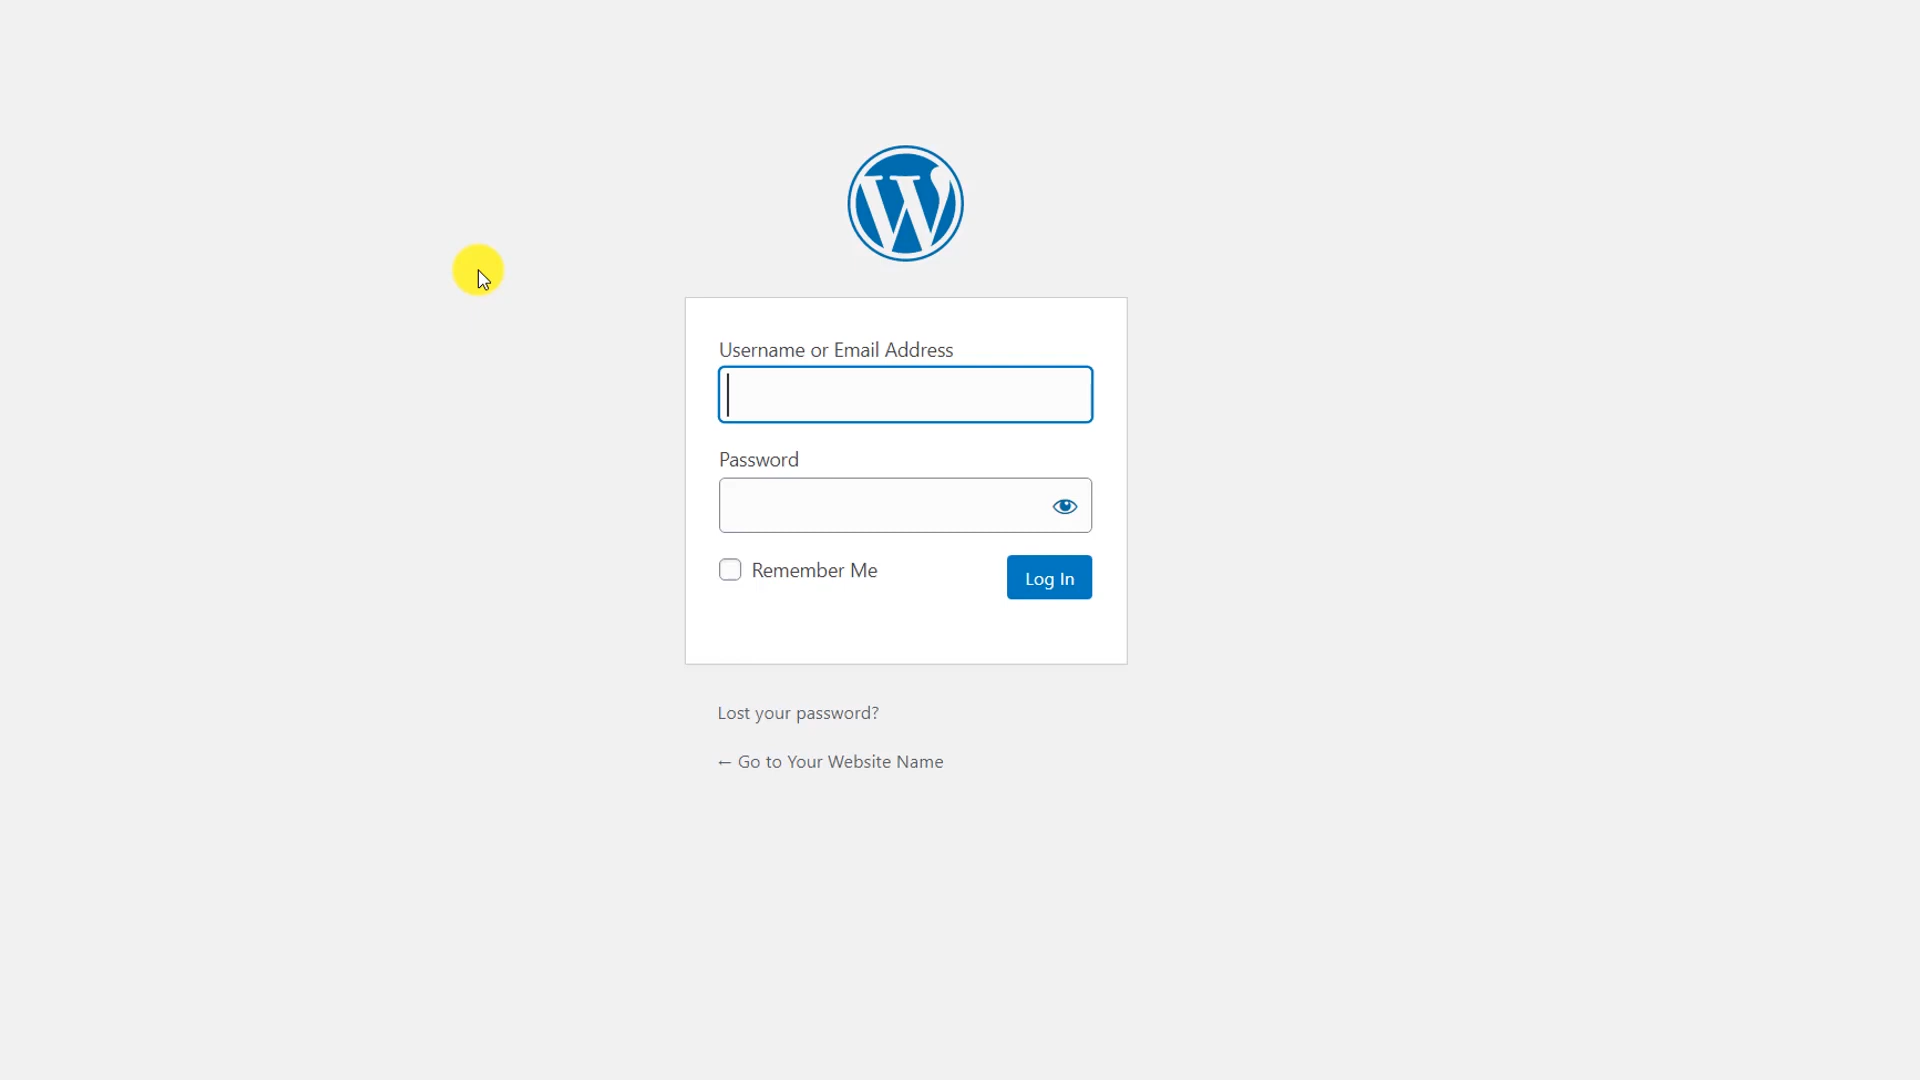 Username or Email Address
Password
Remember Me
Log In
Lost your password?
← Go to Your Website Name